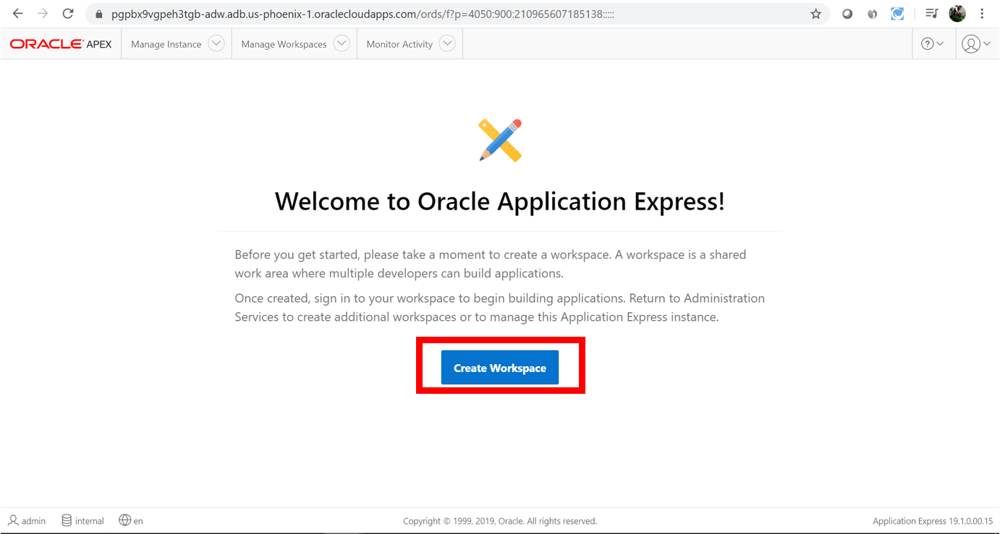 pgpbx9vgpeh3tgb-adw.adb.us-phoenix-1.oraclecloudapps.com/ords/f?p=4050:900:210965607185138:::::
ORACLE APEX Manage Instance Manage Workspaces Monitor Activity
Welcome to Oracle Application Express!
Before you get started, please take a moment to create a workspace. A workspace is a shared
work area where multiple developers can build applications.
Once created, sign in to your workspace to begin building applications. Return to Administration
Services to create additional workspaces or to manage this Application Express instance.
Create Workspace
admin internal en Copyright © 1999, 2019, Oracle. All rights reserved. Application Express 19.1.0.00.15